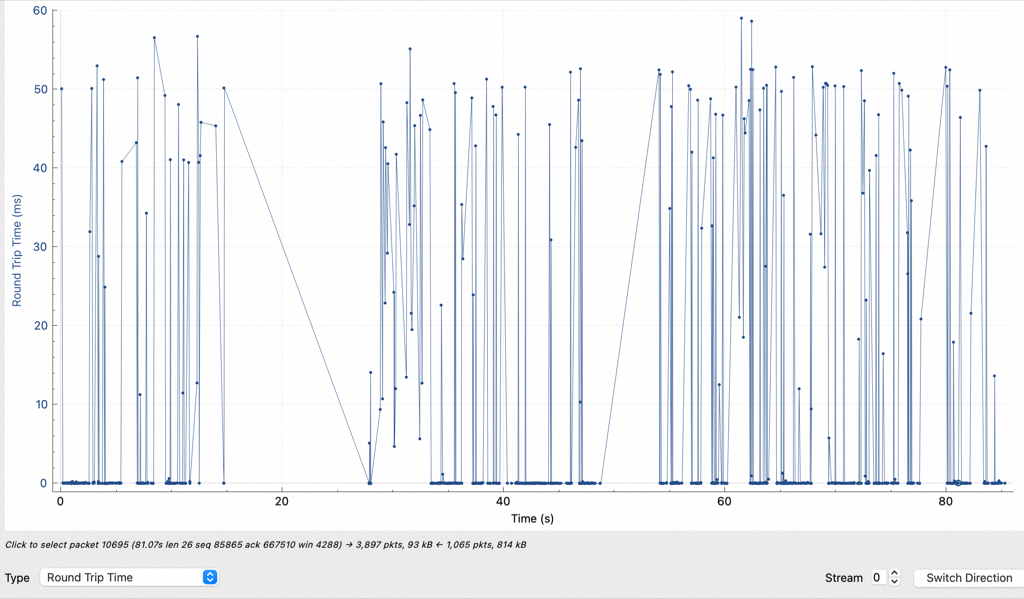 60
50
40
30
20
10
0
Round Trip Time (ms)
0 20 40 60 80
Time (s)
Click to select packet 10695 (81.07s len 26 seq 85865 ack 667510 win 4288) → 3,897 pkts, 93 kB ← 1,065 pkts, 814 kB
Type Round Trip Time Stream 0 Switch Direction